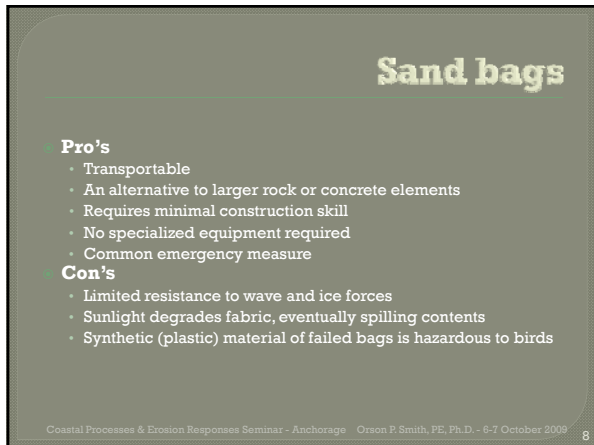 Sand bags
Pro's
• Transportable
• An alternative to larger rock or concrete elements
• Requires minimal construction skill
• No specialized equipment required
• Common emergency measure
Con's
• Limited resistance to wave and ice forces
• Sunlight degrades fabric, eventually spilling contents
• Synthetic (plastic) material of failed bags is hazardous to birds
Coastal Processes & Erosion Responses Seminar - Anchorage Orson P. Smith, PE, Ph.D. - 6-7 October 2009 8